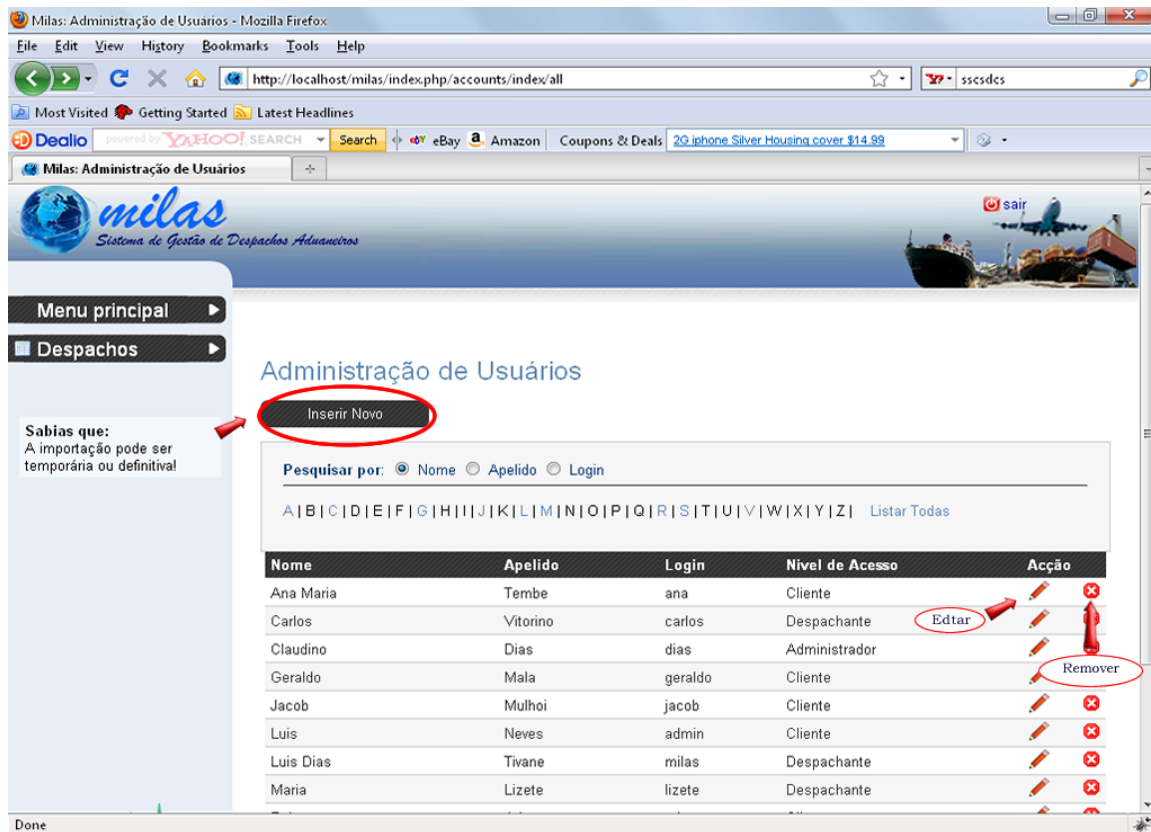 Milas: Administração de Usuários - Mozilla Firefox
File Edit View History Bookmarks Tools Help
http://localhost/milas/index.php/accounts/index/all
sscsdcs
Most Visited Getting Started Latest Headlines
Dealio powered by YAHOO! SEARCH Search eBay Amazon Coupons & Deals 2G iphone Silver Housing cover $14.99
Milas: Administração de Usuários
milas
Sistema de Gestão de Despachos Aduaneiros
sair
Menu principal
Despachos
Administração de Usuários
Inserir Novo
Sabias que:
A importação pode ser
temporária ou definitiva!
Pesquisar por: Nome Apelido Login
A|B|C|D|E|F|G|H|I|J|K|L|M|N|O|P|Q|R|S|T|U|V|W|X|Y|Z| Listar Todas
Nome Apelido Login Nivel de Acesso Acção
Ana Maria Tembe ana Cliente
Carlos Vitorino carlos Despachante
Edtar
Claudino Dias dias Administrador
Remover
Geraldo Mala geraldo Cliente
Jacob Mulhoi jacob Cliente
Luis Neves admin Cliente
Luis Dias Tivane milas Despachante
Maria Lizete lizete Despachante
Done